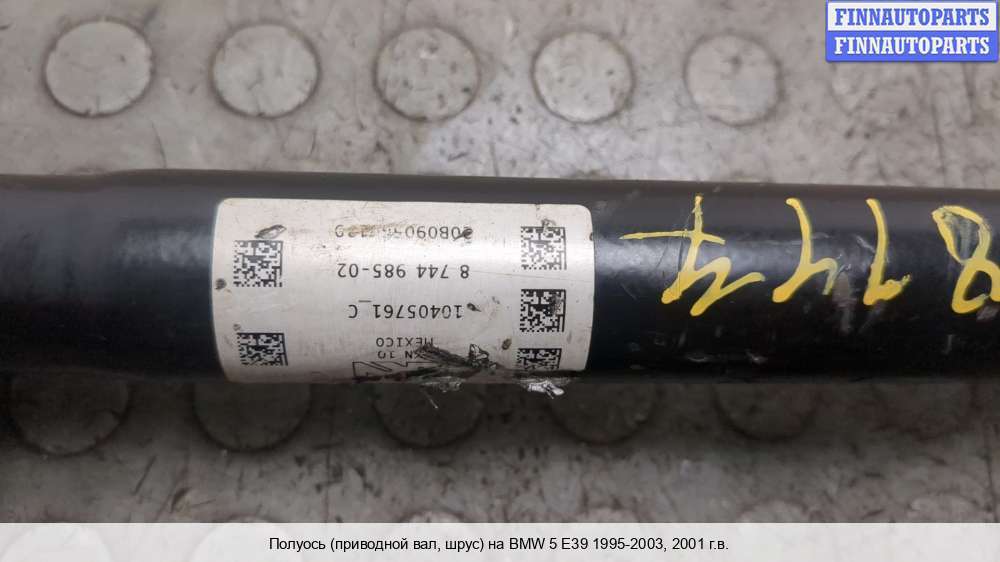 FINNAUTOPARTS
FINNAUTOPARTS
MEXICO
10405761_C
8 744 985-02
Полуось (приводной вал, шрус) на BMW 5 E39 1995-2003, 2001 г.в.